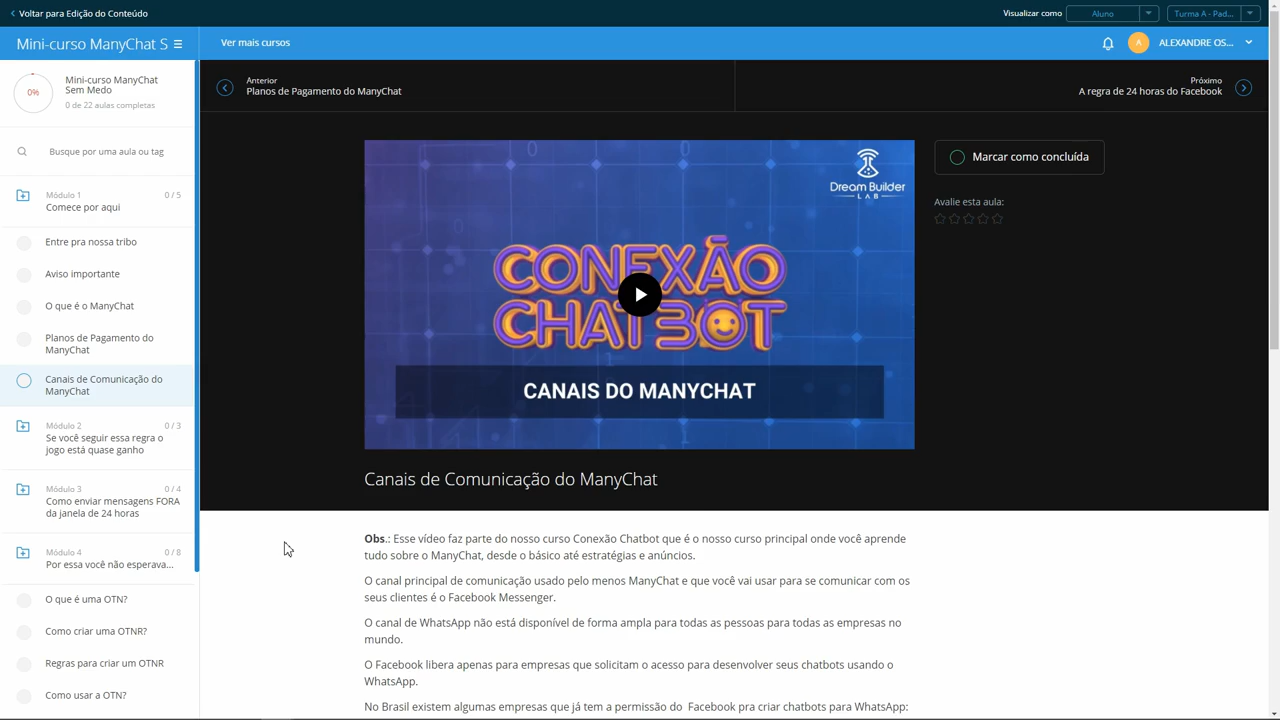 Voltar para Edição do Conteúdo
Visualizar como
Aluno
Turma A - Pad...
Mini-curso ManyChat S
Ver mais cursos
A
ALEXANDRE OS...
0%
Mini-curso ManyChat
Sem Medo
0 de 22 aulas completas
Busque por uma aula ou tag
Módulo 1
0 / 5
Comece por aqui
Entre pra nossa tribo
Aviso importante
O que é o ManyChat
Planos de Pagamento do
ManyChat
Canais de Comunicação do
ManyChat
Módulo 2
0 / 3
Se você seguir essa regra o
jogo está quase ganho
Módulo 3
0 / 4
Como enviar mensagens FORA
da janela de 24 horas
Módulo 4
0 / 8
Por essa você não esperava...
O que é uma OTN?
Como criar uma OTNR?
Regras para criar um OTNR
Como usar a OTN?
Anterior
Planos de Pagamento do ManyChat
Próximo
A regra de 24 horas do Facebook
Dream Builder
LAB
CONEXÃO
CHATBOT
CANAIS DO MANYCHAT
Marcar como concluída
Avalie esta aula:
Canais de Comunicação do ManyChat
Obs.: Esse vídeo faz parte do nosso curso Conexão Chatbot que é o nosso curso principal onde você aprende
tudo sobre o ManyChat, desde o básico até estratégias e anúncios.
O canal principal de comunicação usado pelo menos ManyChat e que você vai usar para se comunicar com os
seus clientes é o Facebook Messenger.
O canal de WhatsApp não está disponível de forma ampla para todas as pessoas para todas as empresas no
mundo.
O Facebook libera apenas para empresas que solicitam o acesso para desenvolver seus chatbots usando o
WhatsApp.
No Brasil existem algumas empresas que já tem a permissão do  Facebook pra criar chatbots para WhatsApp: